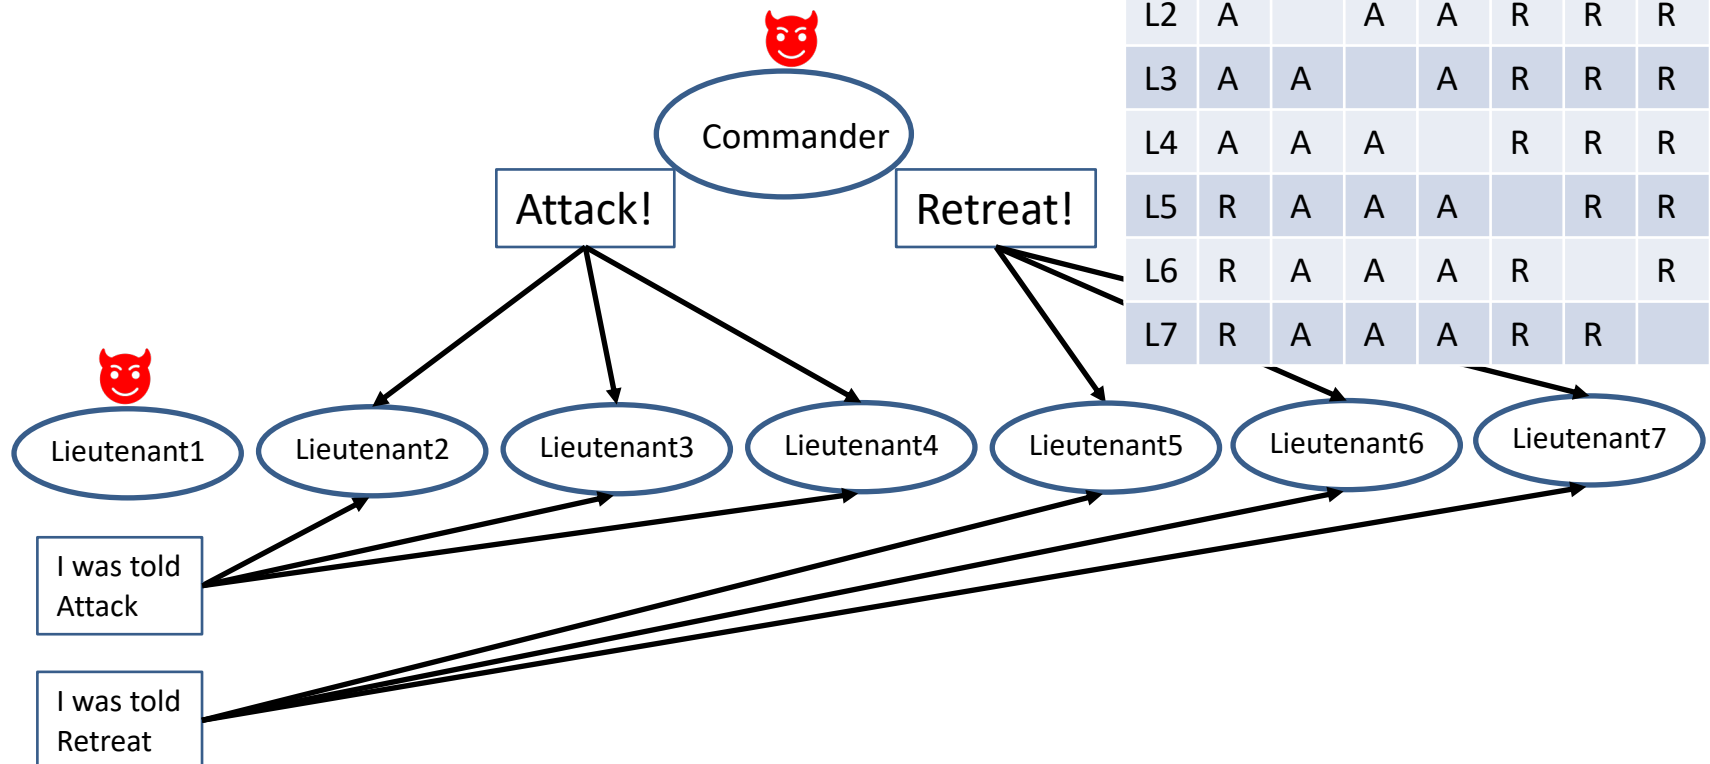 L2 A A A R R R
Commander
L3 A A A R R R
L4 A A A R R R
Attack!
Retreat!
L5 R A A A R R
L6 R A A A R R
L7 R A A A R R
Lieutenant1
Lieutenant2
Lieutenant3
Lieutenant4
Lieutenant5
Lieutenant6
Lieutenant7
I was told
Attack
I was told
Retreat